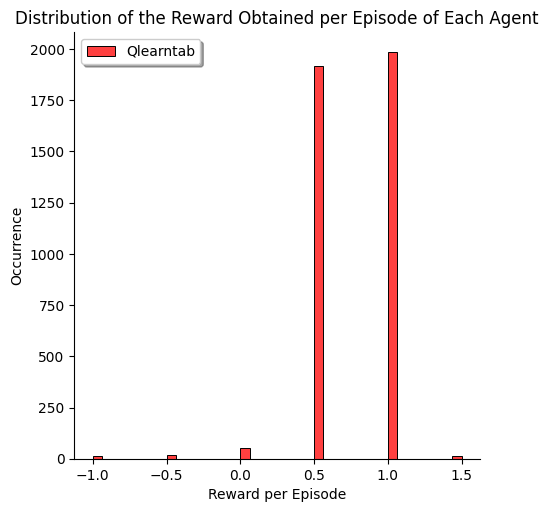 Distribution of the Reward Obtained per Episode of Each Agent
Qlearntab
2000
1750
1500
1250
1000
750
500
250
0
Occurrence
−1.0 −0.5 0.0 0.5 1.0 1.5
Reward per Episode